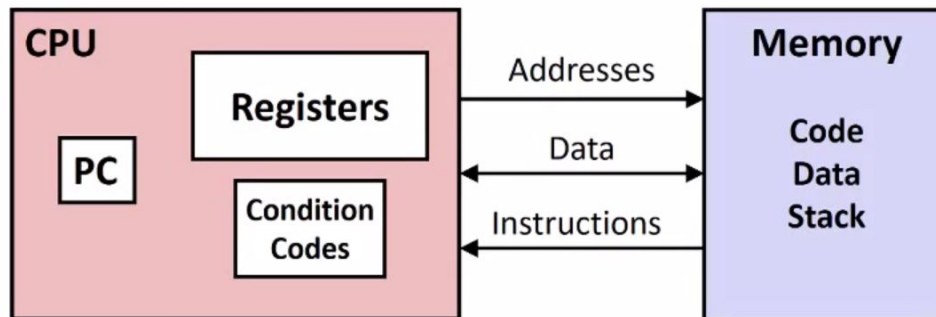 CPU
Registers
PC
Condition
Codes
Addresses
Data
Instructions
Memory
Code
Data
Stack